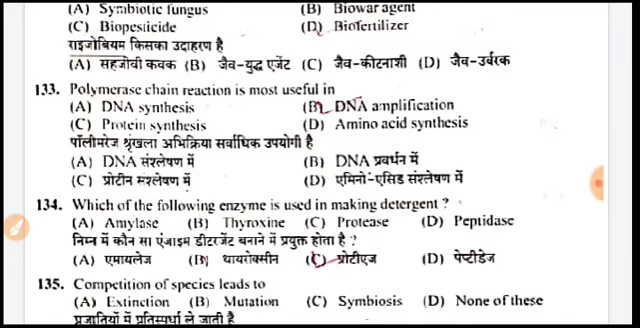 (A) Symbiotic fungus (B) Biowar agent
(C) Biopesticide (D) Biofertilizer
राइजोबियम किसका उदाहरण है
(A) सहजीवी कवक (B) जैव-युद्ध एजेंट (C) जैव-कीटनाशी (D) जैव-उर्वरक
133. Polymerase chain reaction is most useful in
(A) DNA synthesis (B) DNA amplification
(C) Protein synthesis (D) Amino acid synthesis
पॉलीमरेज श्रृंखला अभिक्रिया सर्वाधिक उपयोगी है
(A) DNA संश्लेषण में (B) DNA प्रवर्धन में
(C) प्रोटीन संश्लेषण में (D) एमिनो-एसिड संश्लेषण में
134. Which of the following enzyme is used in making detergent ?
(A) Amylase (B) Thyroxine (C) Protease (D) Peptidase
निम्न में कौन सा एंजाइम डीटरजेंट बनाने में प्रयुक्त होता है ?
(A) एमायलेज (B) थायरोक्सीन (C) प्रोटीएज (D) पेप्टीडेज
135. Competition of species leads to
(A) Extinction (B) Mutation (C) Symbiosis (D) None of these
प्रजातियों में प्रतिस्पर्धा ले जाती है